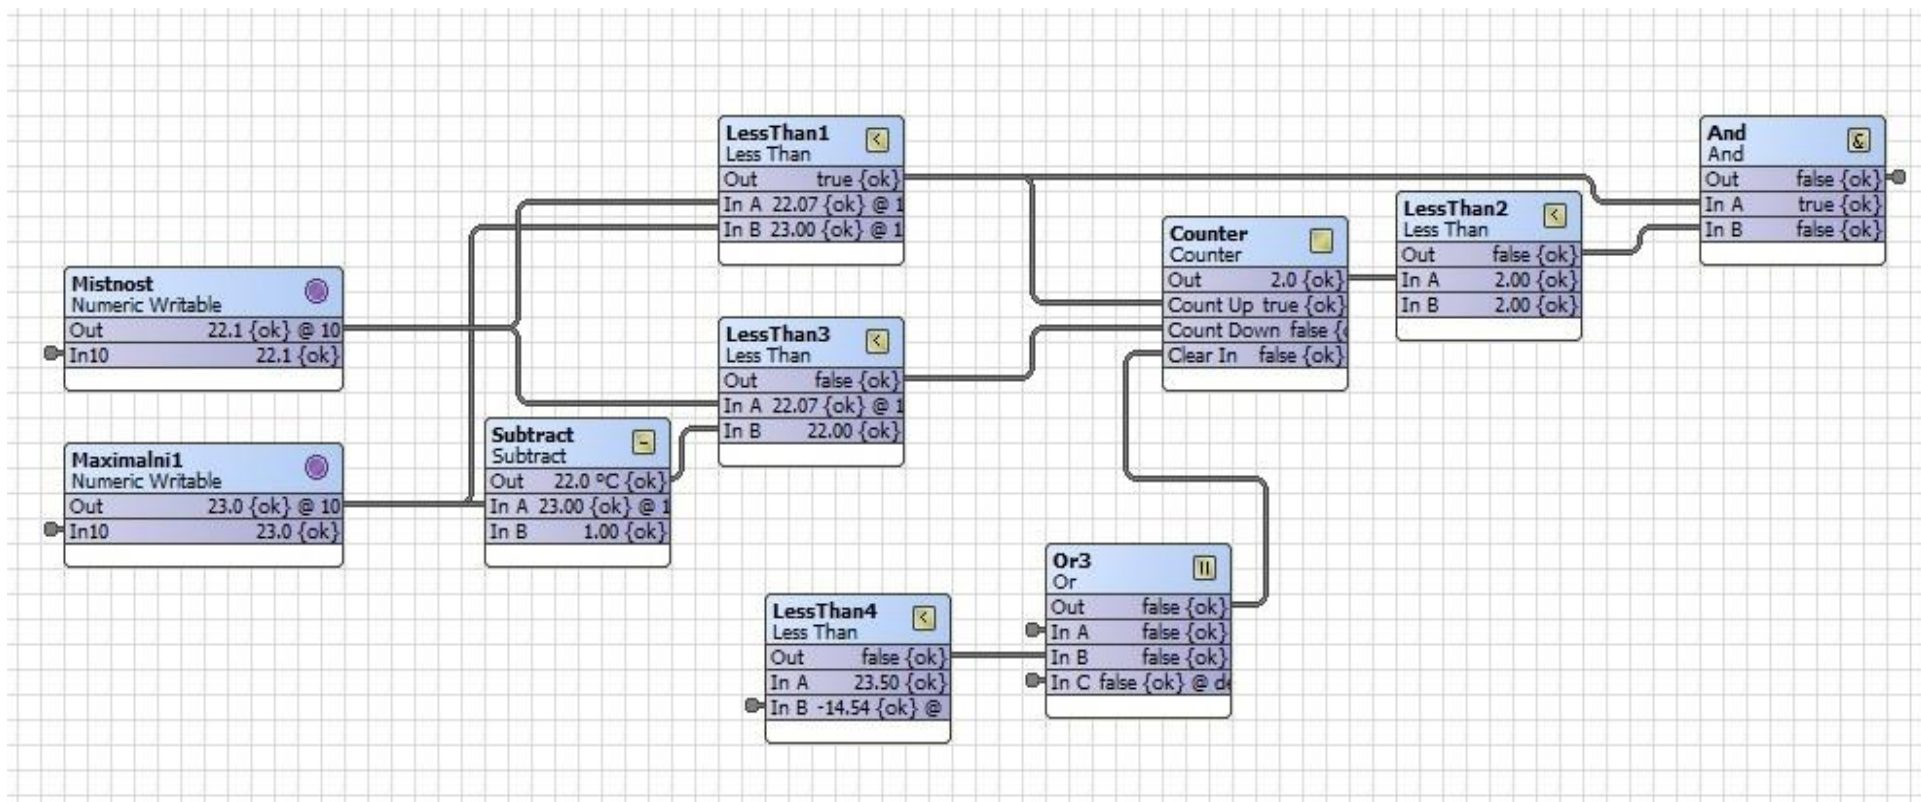 LessThan1
Less Than
Out true {ok}
In A 22.07 {ok} @ 1
In B 23.00 {ok} @ 1
And
And
Out false {ok}
In A true {ok}
In B false {ok}
LessThan2
Less Than
Out false {ok}
In A 2.00 {ok}
In B 2.00 {ok}
Counter
Counter
Out 2.0 {ok}
Count Up true {ok}
Count Down false {
Clear In false {ok}
Mistnost
Numeric Writable
Out 22.1 {ok} @ 10
In10 22.1 {ok}
LessThan3
Less Than
Out false {ok}
In A 22.07 {ok} @ 1
In B 22.00 {ok}
Maximalni1
Numeric Writable
Out 23.0 {ok} @ 10
In10 23.0 {ok}
Subtract
Subtract
Out 22.0 °C {ok}
In A 23.00 {ok} @ 1
In B 1.00 {ok}
Or3
Or
Out false {ok}
In A false {ok}
In B false {ok}
In C false {ok} @ de
LessThan4
Less Than
Out false {ok}
In A 23.50 {ok}
In B -14.54 {ok} @